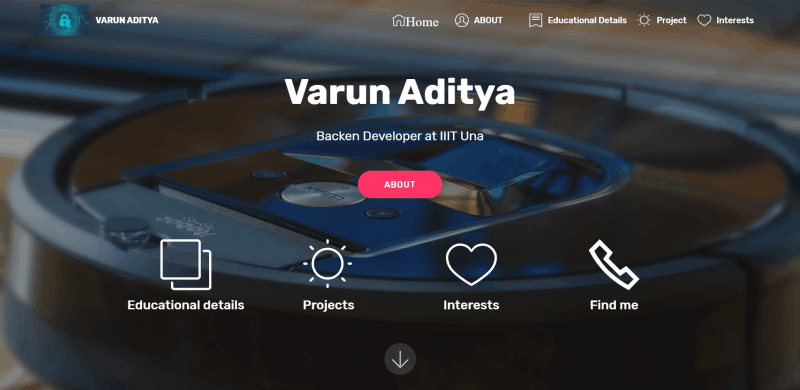 VARUN ADITYA
Home ABOUT Educational Details Project Interests
Varun Aditya
Backen Developer at IIIT Una
ABOUT
Educational details Projects Interests Find me